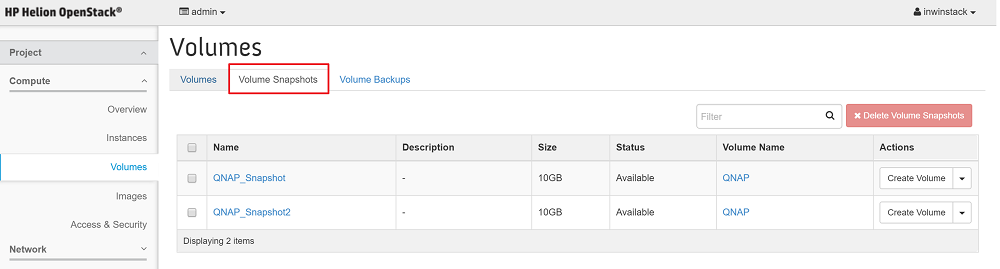 HP Helion OpenStack®
admin
inwinstack
Project
Compute
Overview
Instances
Volumes
Images
Access & Security
Network
Volumes
Volumes Volume Snapshots Volume Backups
Filter Delete Volume Snapshots
Name Description Size Status Volume Name Actions
QNAP_Snapshot - 10GB Available QNAP Create Volume
QNAP_Snapshot2 - 10GB Available QNAP Create Volume
Displaying 2 items